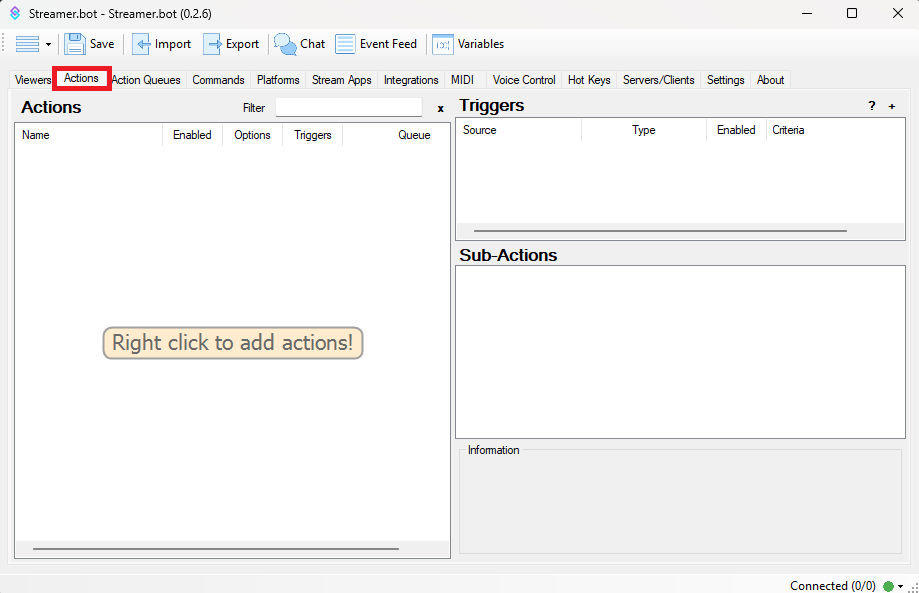 Streamer.bot - Streamer.bot (0.2.6)
Save Import Export Chat Event Feed Variables
Viewers Actions Action Queues Commands Platforms Stream Apps Integrations MIDI Voice Control Hot Keys Servers/Clients Settings About
Actions Filter x
Name Enabled Options Triggers Queue
Right click to add actions!
Triggers ? +
Source Type Enabled Criteria
Sub-Actions
Information
Connected (0/0)